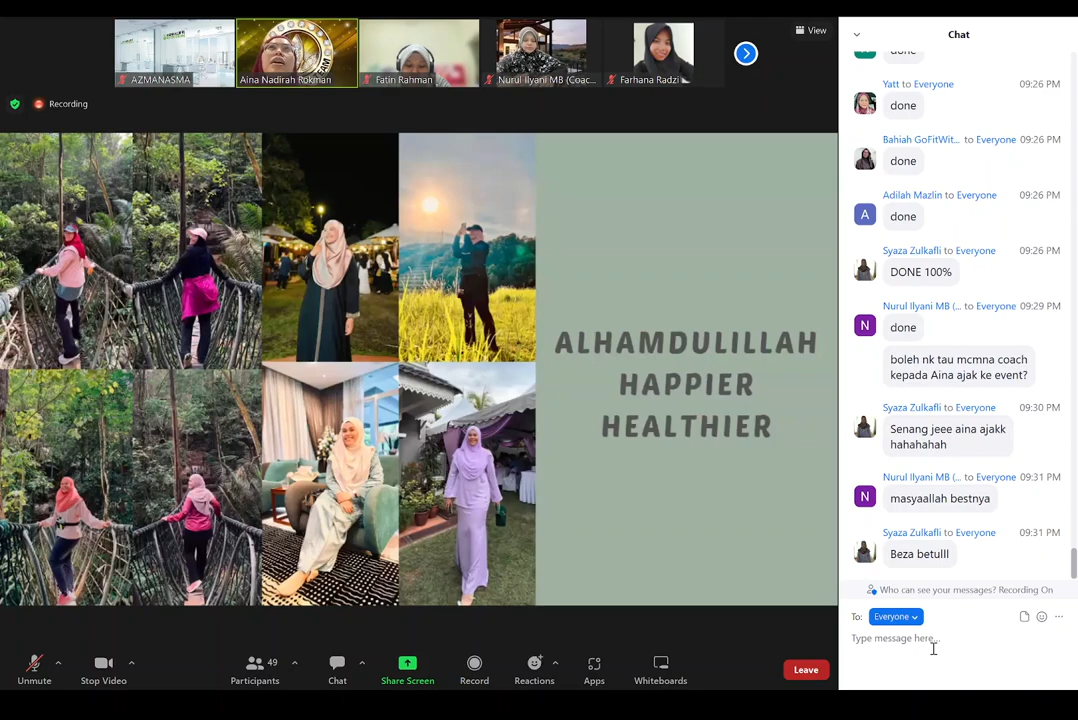 View
AZMANASMA
Aina Nadirah Rokman
Fatin Rahman
Nurul Ilyani MB (Coac...
Farhana Radzi
Recording
ALHAMDULILLAH
HAPPIER
HEALTHIER
Chat
done
Yatt to Everyone 09:26 PM
done
Bahiah GoFitWit... to Everyone 09:26 PM
done
Adilah Mazlin to Everyone 09:26 PM
A
done
Syaza Zulkafli to Everyone 09:26 PM
DONE 100%
Nurul Ilyani MB (... to Everyone 09:29 PM
N
done
boleh nk tau mcmna coach
kepada Aina ajak ke event?
Syaza Zulkafli to Everyone 09:30 PM
Senang jeee aina ajakk
hahahahah
Nurul Ilyani MB (... to Everyone 09:31 PM
N
masyaallah bestnya
Syaza Zulkafli to Everyone 09:31 PM
Beza betulll
Who can see your messages? Recording On
To: Everyone
Type message here...
Unmute
Stop Video
49
Participants
Chat
Share Screen
Record
Reactions
Apps
Whiteboards
Leave